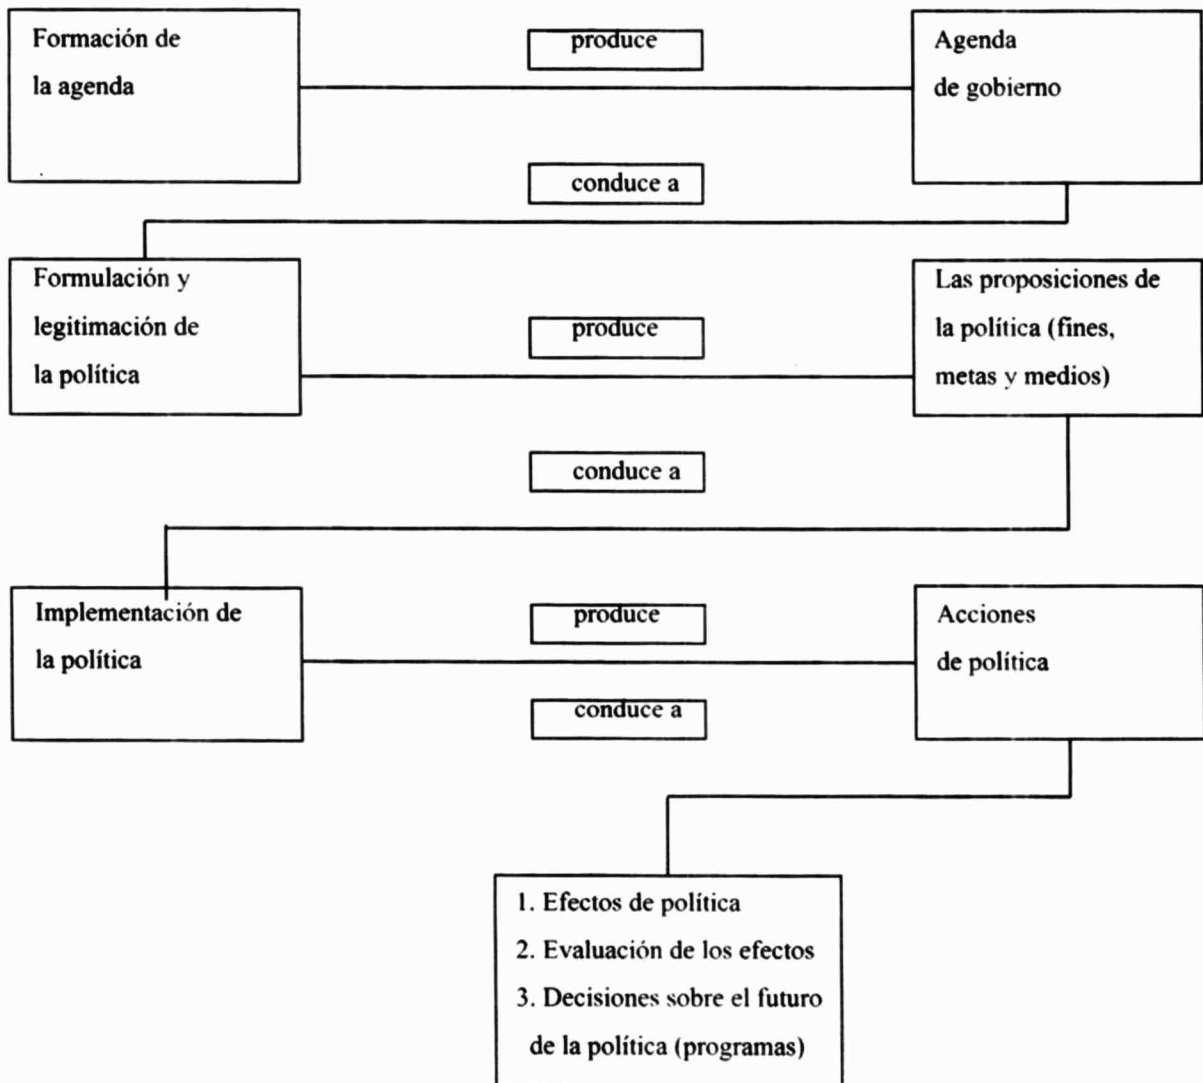 Formación de
la agenda
produce
Agenda
de gobierno
conduce a
Formulación y
legitimación de
la política
produce
Las proposiciones de
la política (fines,
metas y medios)
conduce a
Implementación de
la política
produce
Acciones
de política
conduce a
1. Efectos de política
2. Evaluación de los efectos
3. Decisiones sobre el futuro
de la política (programas)